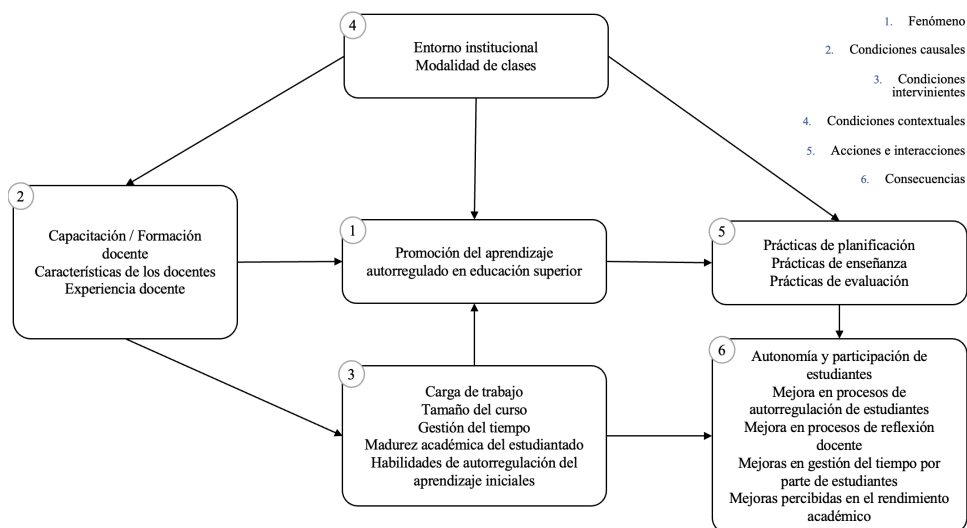 4
Entorno institucional
Modalidad de clases
1. Fenómeno
2. Condiciones causales
3. Condiciones
intervinientes
4. Condiciones contextuales
5. Acciones e interacciones
6. Consecuencias
2
Capacitación / Formación
docente
Características de los docentes
Experiencia docente
1
Promoción del aprendizaje
autorregulado en educación superior
5
Prácticas de planificación
Prácticas de enseñanza
Prácticas de evaluación
3
Carga de trabajo
Tamaño del curso
Gestión del tiempo
Madurez académica del estudiantado
Habilidades de autorregulación del
aprendizaje iniciales
6
Autonomía y participación de
estudiantes
Mejora en procesos de
autorregulación de estudiantes
Mejora en procesos de reflexión
docente
Mejoras en gestión del tiempo por
parte de estudiantes
Mejoras percibidas en el rendimiento
académico